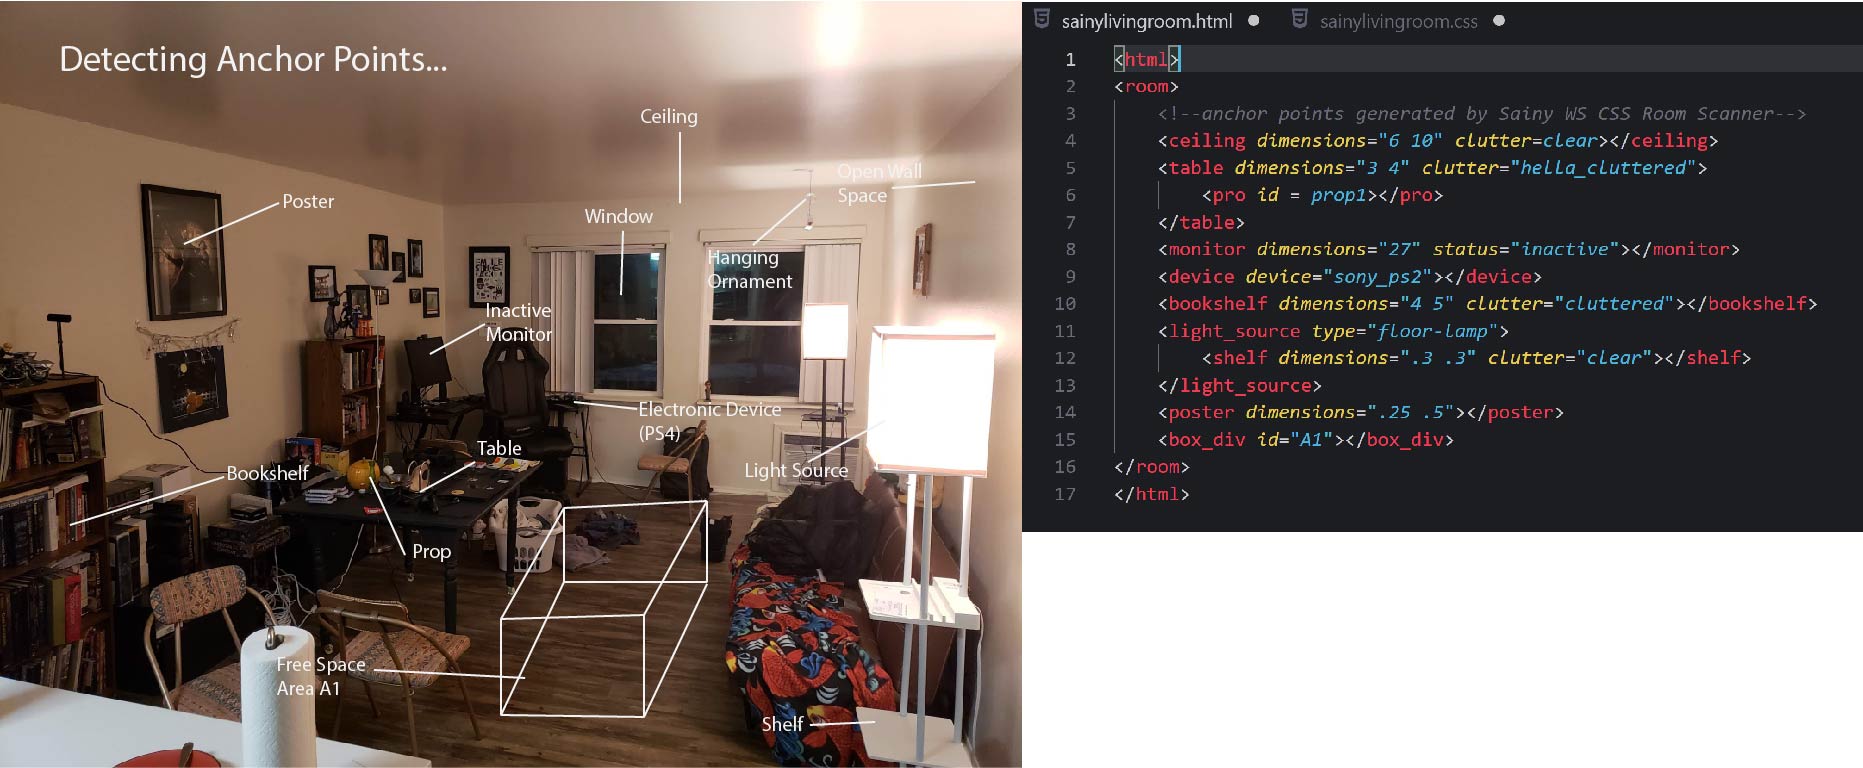 Detecting Anchor Points...
Ceiling
Open Wall
Space
Poster
Window
Hanging
Ornament
Inactive
Monitor
Electronic Device
(PS4)
Table
Light Source
Bookshelf
Prop
Free Space
Area A1
Shelf
sainylivingroom.html
sainylivingroom.css
1 <html>
2 <room>
3 <!--anchor points generated by Sainy WS CSS Room Scanner-->
4 <ceiling dimensions="6 10" clutter=clear></ceiling>
5 <table dimensions="3 4" clutter="hella_cluttered">
6 <pro id = prop1></pro>
7 </table>
8 <monitor dimensions="27" status="inactive"></monitor>
9 <device device="sony_ps2"></device>
10 <bookshelf dimensions="4 5" clutter="cluttered"></bookshelf>
11 <light_source type="floor-lamp">
12 <shelf dimensions=".3 .3" clutter="clear"></shelf>
13 </light_source>
14 <poster dimensions=".25 .5"></poster>
15 <box_div id="A1"></box_div>
16 </room>
17 </html>